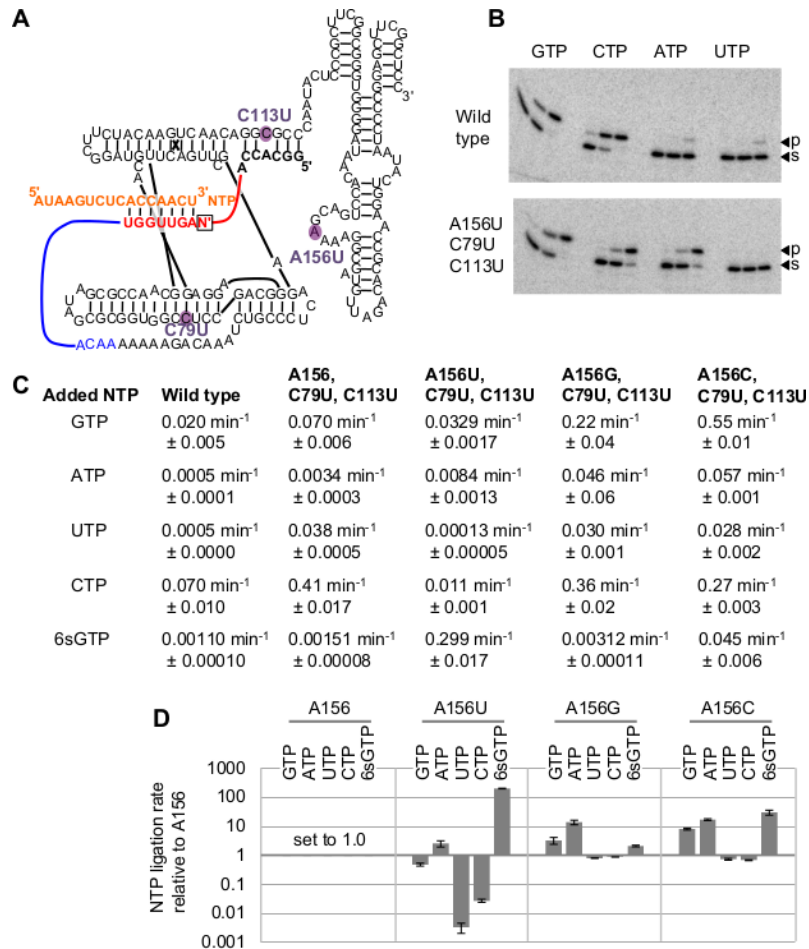 A
C113U
CUACAAGUCAACAGGCGCC
X
ACCACGG 5'
3'
5'
AUAAGUCUCACCAACU
3'
NTP
UGGUUGAN'
A156U
C79U
B
GTP CTP ATP UTP
Wild
type
p
s
A156U
C79U
C113U
p
s
C
Added NTP Wild type A156, C79U, C113U A156U, C79U, C113U A156G, C79U, C113U A156C, C79U, C113U
GTP 0.020 min-1 ± 0.005 0.070 min-1 ± 0.006 0.0329 min-1 ± 0.0017 0.22 min-1 ± 0.04 0.55 min-1 ± 0.01
ATP 0.0005 min-1 ± 0.0001 0.0034 min-1 ± 0.0003 0.0084 min-1 ± 0.0013 0.046 min-1 ± 0.06 0.057 min-1 ± 0.001
UTP 0.0005 min-1 ± 0.0000 0.038 min-1 ± 0.0005 0.00013 min-1 ± 0.00005 0.030 min-1 ± 0.001 0.028 min-1 ± 0.002
CTP 0.070 min-1 ± 0.010 0.41 min-1 ± 0.017 0.011 min-1 ± 0.001 0.36 min-1 ± 0.02 0.27 min-1 ± 0.003
6sGTP 0.00110 min-1 ± 0.00010 0.00151 min-1 ± 0.00008 0.299 min-1 ± 0.017 0.00312 min-1 ± 0.00011 0.045 min-1 ± 0.006
D
A156 A156U A156G A156C
GTP ATP UTP CTP 6sGTP GTP ATP UTP CTP 6sGTP GTP ATP UTP CTP 6sGTP GTP ATP UTP CTP 6sGTP
NTP ligation rate
relative to A156
1000
100
10
1
0.1
0.01
0.001
set to 1.0